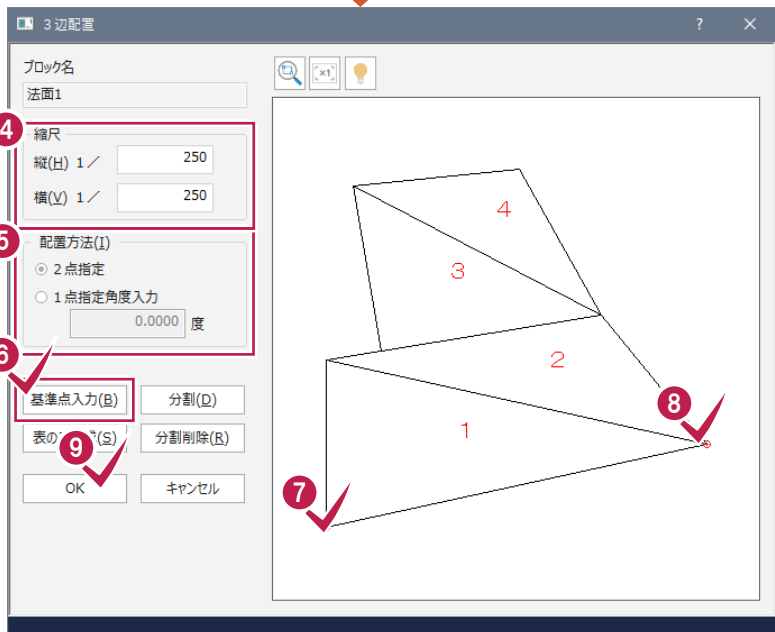 3辺配置
? ×
ブロック名
法面1
×1
4
縮尺
縦(H) 1／ 250
横(V) 1／ 250
5
配置方法(I)
2点指定
1点指定角度入力
0.0000 度
6
基準点入力(B) 分割(D)
表の (S) 分割削除(R)
9
OK キャンセル
4
3
2
1
8
7